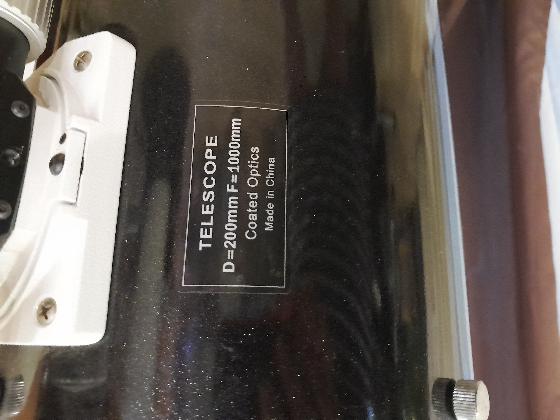 TELESCOPE
D=200mm F=1000mm
Coated Optics
Made in China